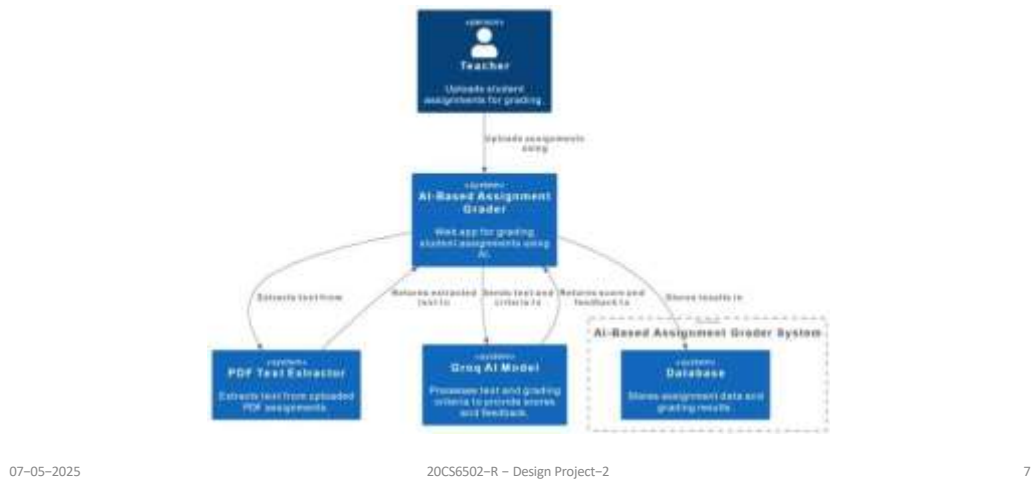 «person»
Teacher
Uploads student
assignments for grading.
Uploads assignments
using
«system»
AI-Based Assignment
Grader
Web app for grading
student assignments using
AI.
Extracts text from
Returns extracted
text to
Sends text and
criteria to
Returns score and
feedback to
Stores results in
AI-Based Assignment Grader System
«system»
PDF Text Extractor
Extracts text from uploaded
PDF assignments.
«system»
Groq AI Model
Processes text and grading
criteria to provide scores
and feedback.
«system»
Database
Stores assignment data and
grading results
07-05-2025
20CS6502-R – Design Project-2
7